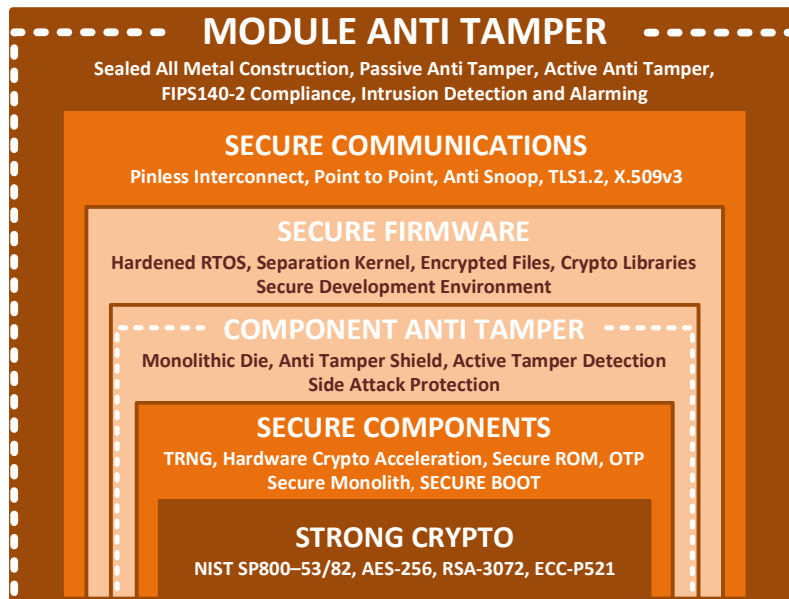 MODULE ANTI TAMPER
Sealed All Metal Construction, Passive Anti Tamper, Active Anti Tamper,
FIPS140-2 Compliance, Intrusion Detection and Alarming
SECURE COMMUNICATIONS
Pinless Interconnect, Point to Point, Anti Snoop, TLS1.2, X.509v3
SECURE FIRMWARE
Hardened RTOS, Separation Kernel, Encrypted Files, Crypto Libraries
Secure Development Environment
COMPONENT ANTI TAMPER
Monolithic Die, Anti Tamper Shield, Active Tamper Detection
Side Attack Protection
SECURE COMPONENTS
TRNG, Hardware Crypto Acceleration, Secure ROM, OTP
Secure Monolith, SECURE BOOT
STRONG CRYPTO
NIST SP800–53/82, AES-256, RSA-3072, ECC-P521